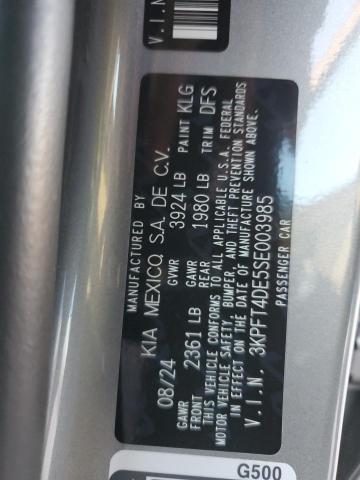 MANUFACTURED BY
KIA MEXICO, S.A. DE C.V.
08/24 GVWR 3924 LB PAINT KLG
GAWR FRONT 2361 LB GAWR REAR 1980 LB TRIM DFS
THIS VEHICLE CONFORMS TO ALL APPLICABLE U.S.A. FEDERAL
MOTOR VEHICLE SAFETY, BUMPER, AND THEFT PREVENTION STANDARDS
IN EFFECT ON THE DATE OF MANUFACTURE SHOWN ABOVE.
V.I.N. 3KPFT4DE5SE003985
PASSENGER CAR
V.I.N
G500